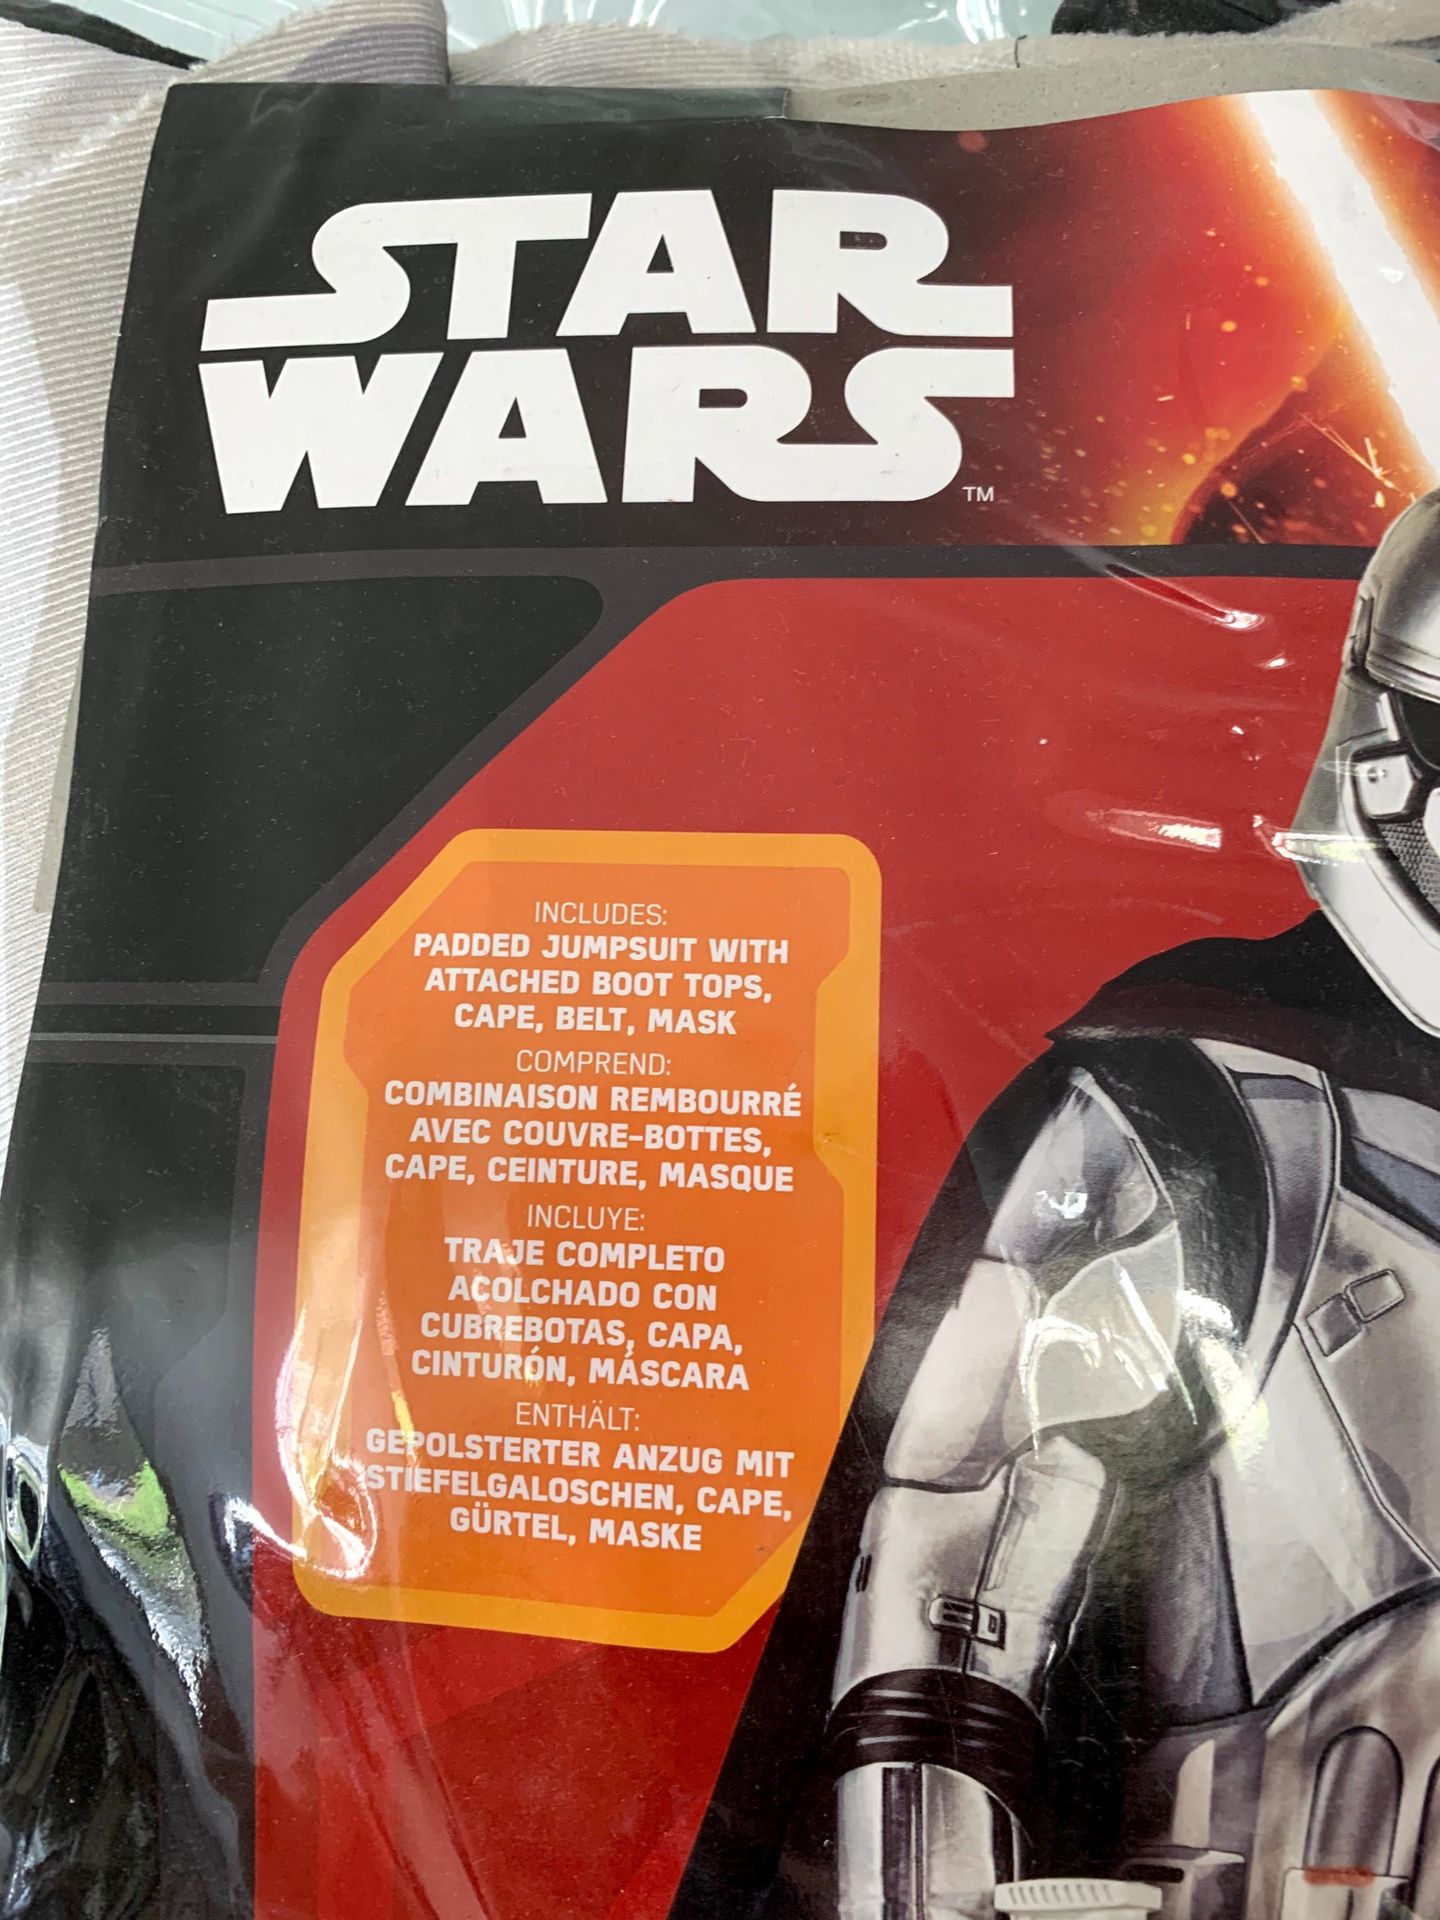 STAR
WARS
TM
INCLUDES:
PADDED JUMPSUIT WITH
ATTACHED BOOT TOPS,
CAPE, BELT, MASK
COMPREND:
COMBINAISON REMBOURRÉ
AVEC COUVRE-BOTTES,
CAPE, CEINTURE, MASQUE
INCLUYE:
TRAJE COMPLETO
ACOLCHADO CON
CUBREBOTAS, CAPA,
CINTURÓN, MÁSCARA
ENTHÄLT:
GEPOLSTERTER ANZUG MIT
STIEFELGALOSCHEN, CAPE,
GÜRTEL, MASKE